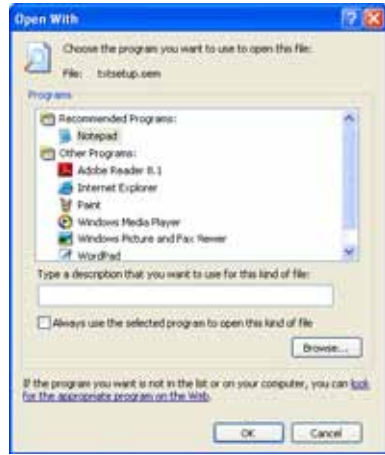 Open With
Choose the program you want to use to open this file:
File: txtsetup.oem
Programs
Recommended Programs:
Notepad
Other Programs:
Adobe Reader 8.1
Internet Explorer
Paint
Windows Media Player
Windows Picture and Fax Viewer
WordPad
Type a description that you want to use for this kind of file:
Always use the selected program to open this kind of file
Browse...
If the program you want is not in the list or on your computer, you can look
for the appropriate program on the Web.
OK Cancel